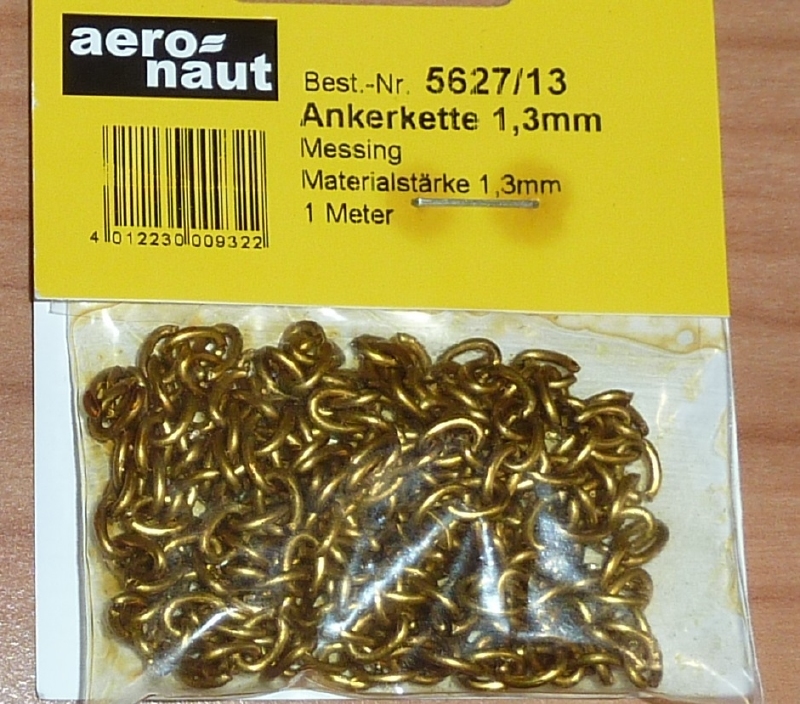 aero=
naut
Best.-Nr. 5627/13
Ankerkette 1,3mm
Messing
Materialstärke 1,3mm
1 Meter
4 012230 009322